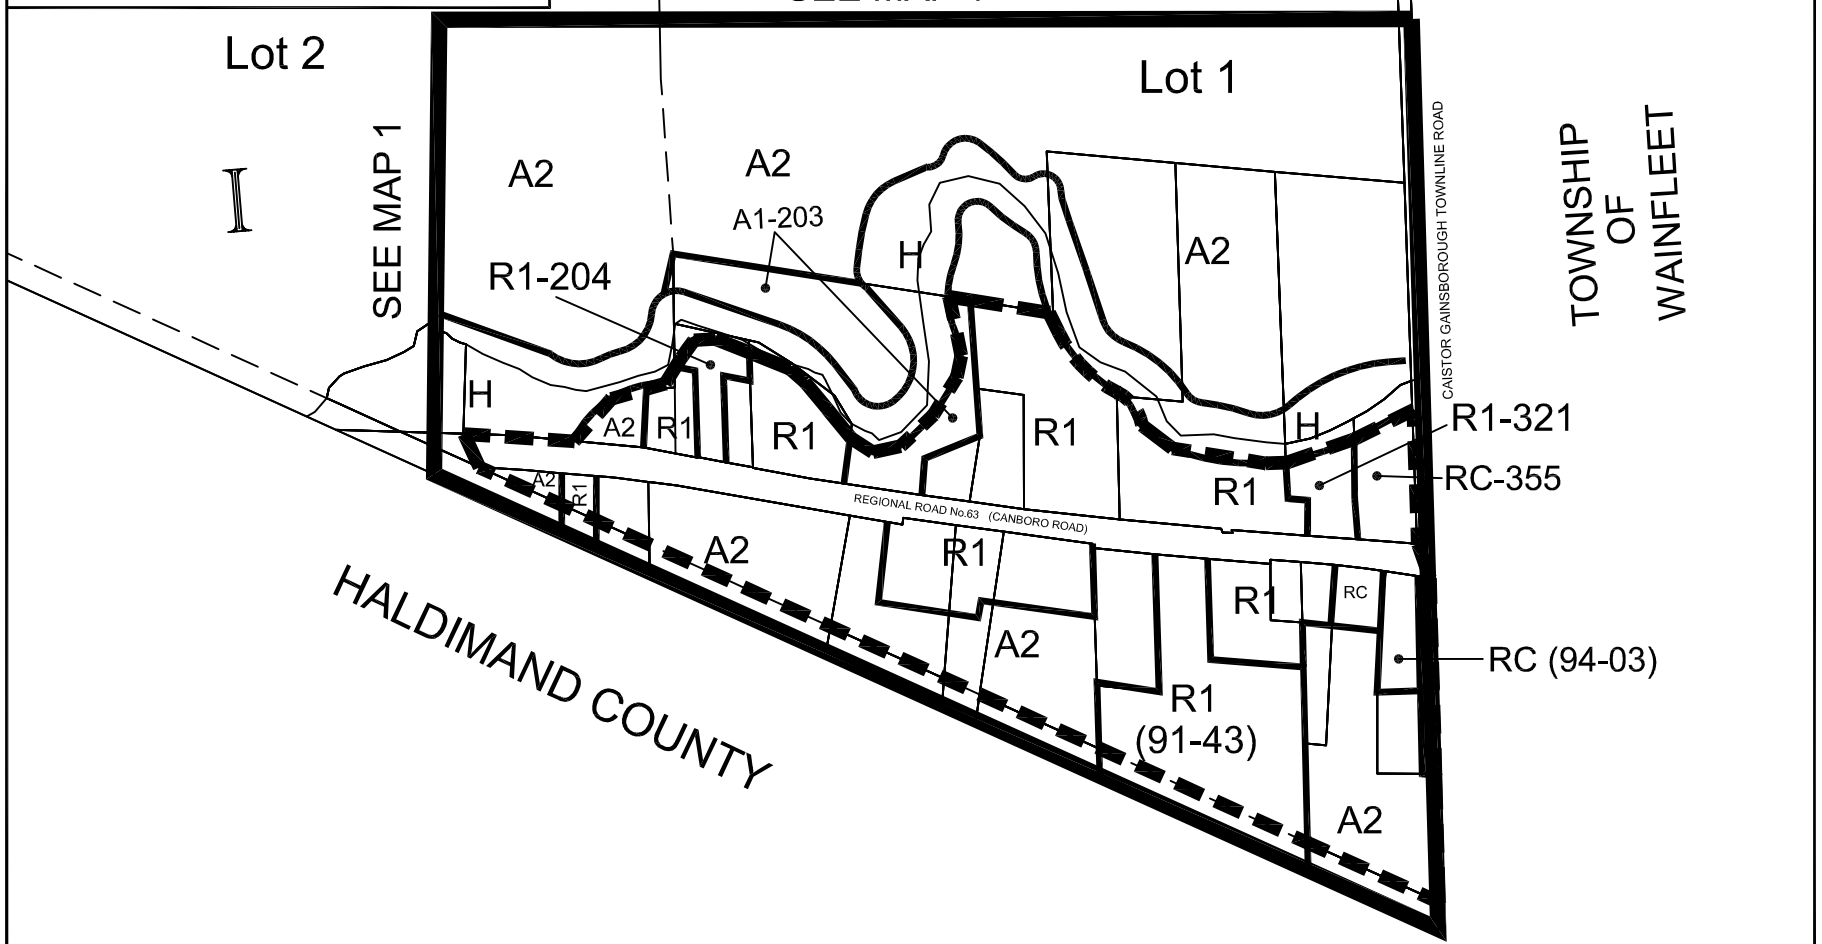 Lot 2
Lot 1
I
SEE MAP 1
A2
A2
A1-203
R1-204
H
A2
CAISTOR GAINSBOROUGH TOWNLINE ROAD
TOWNSHIP
OF
WAINFLEET
H
A2
R1
R1
R1
H
R1-321
RC-355
A2
R1
R1
REGIONAL ROAD No.63 (CANBORO ROAD)
A2
R1
R1
RC
HALDIMAND COUNTY
A2
RC (94-03)
R1
(91-43)
A2